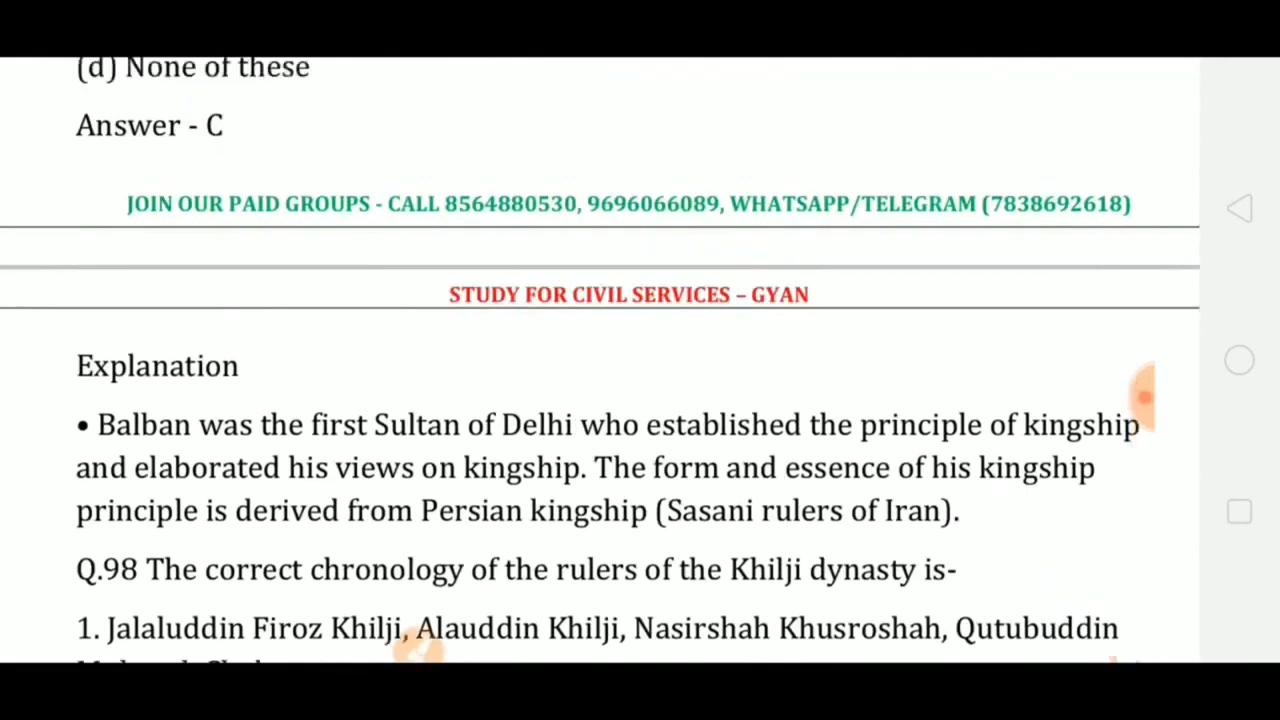 (d) None of these
Answer - C
JOIN OUR PAID GROUPS - CALL 8564880530, 9696066089, WHATSAPP/TELEGRAM (7838692618)
STUDY FOR CIVIL SERVICES – GYAN
Explanation
• Balban was the first Sultan of Delhi who established the principle of kingship
and elaborated his views on kingship. The form and essence of his kingship
principle is derived from Persian kingship (Sasani rulers of Iran).
Q.98 The correct chronology of the rulers of the Khilji dynasty is-
1. Jalaluddin Firoz Khilji, Alauddin Khilji, Nasirshah Khusroshah, Qutubuddin